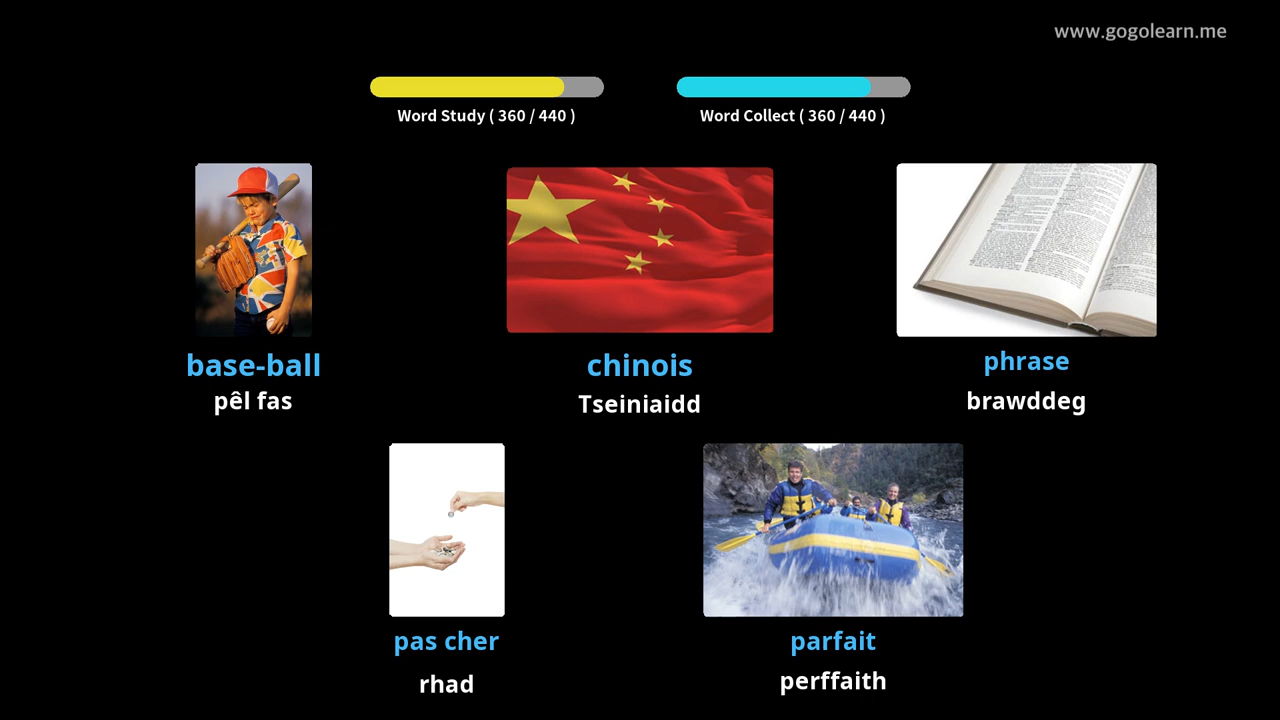 www.gogolearn.me
Word Study ( 360 / 440 )
Word Collect ( 360 / 440 )
base-ball
pêl fas
chinois
Tseiniaidd
phrase
brawddeg
pas cher
rhad
parfait
perffaith